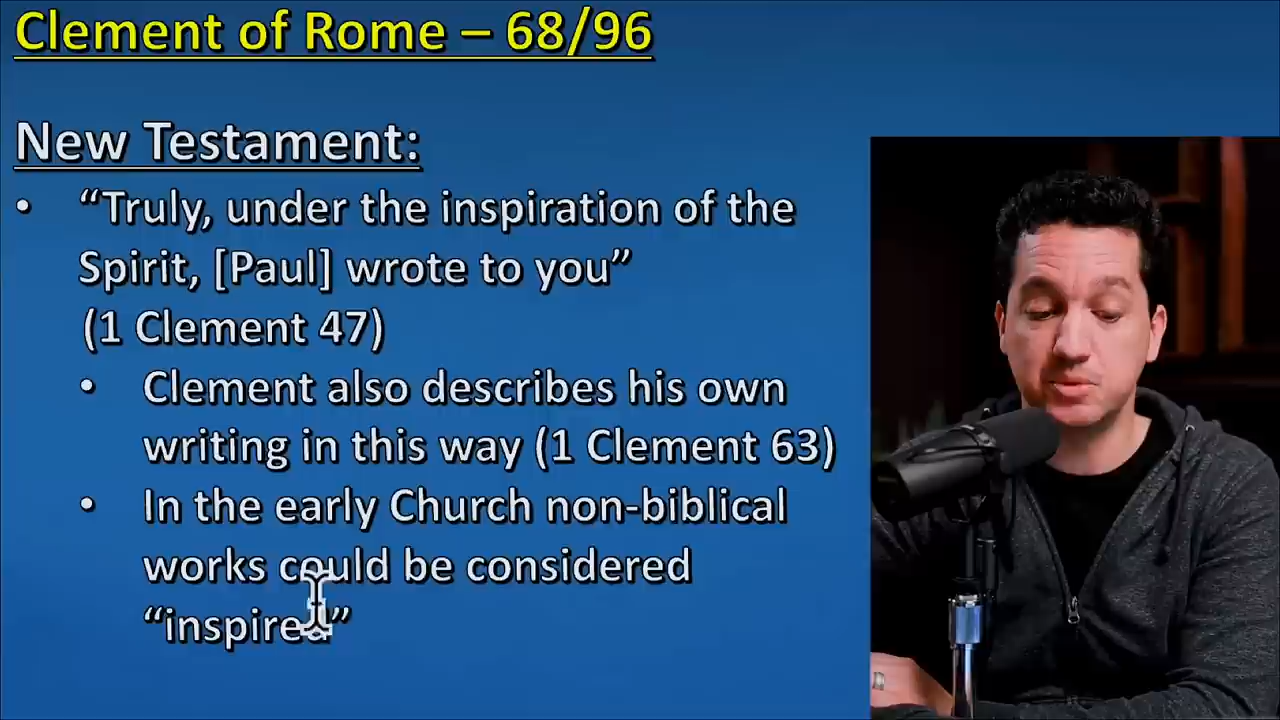 Clement of Rome – 68/96
New Testament:
• “Truly, under the inspiration of the
Spirit, [Paul] wrote to you”
(1 Clement 47)
• Clement also describes his own
writing in this way (1 Clement 63)
• In the early Church non-biblical
works could be considered
“inspired”